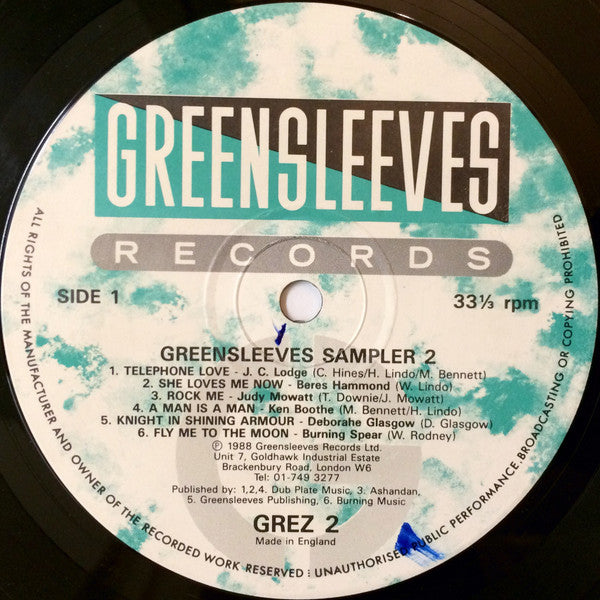 GREENSLEEVES
RECORDS
SIDE 1
33⅓ rpm
GREENSLEEVES SAMPLER 2
1. TELEPHONE LOVE - J. C. Lodge (C. Hines/H. Lindo/M. Bennett)
2. SHE LOVES ME NOW - Beres Hammond (W. Lindo)
3. ROCK ME - Judy Mowatt (T. Downie/J. Mowatt)
4. A MAN IS A MAN - Ken Boothe (M. Bennett/H. Lindo)
5. KNIGHT IN SHINING ARMOUR - Deborahe Glasgow (D. Glasgow)
6. FLY ME TO THE MOON - Burning Spear (W. Rodney)
℗ 1988 Greensleeves Records Ltd.
Unit 7, Goldhawk Industrial Estate
Brackenbury Road, London W6
Tel: 01-749 3277
Published by: 1,2,4. Dub Plate Music, 3. Ashandan,
5. Greensleeves Publishing, 6. Burning Music
GREZ 2
Made in England
ALL RIGHTS OF THE MANUFACTURER AND OWNER OF THE RECORDED WORK RESERVED : UNAUTHORISED PUBLIC PERFORMANCE.BROADCASTING OR COPYING PROHIBITED